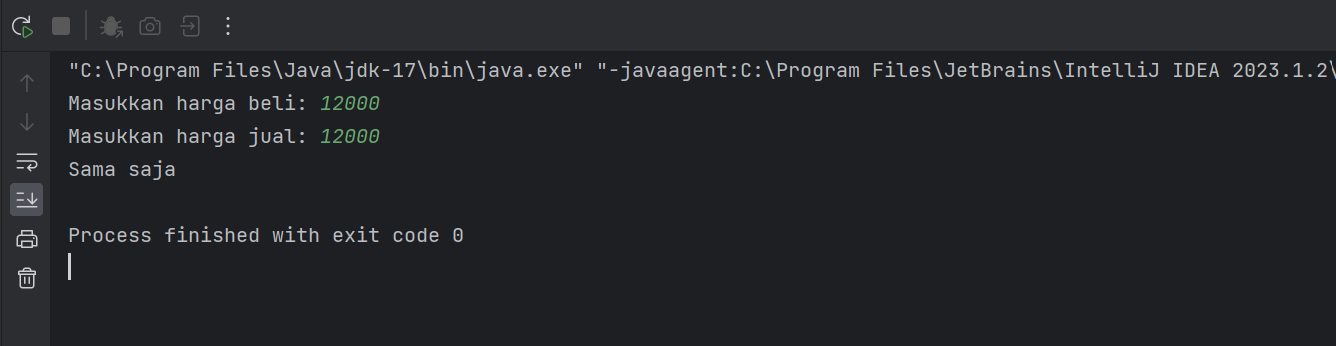 "C:\Program Files\Java\jdk-17\bin\java.exe" "-javaagent:C:\Program Files\JetBrains\IntelliJ IDEA 2023.1.2\
Masukkan harga beli: 12000
Masukkan harga jual: 12000
Sama saja
Process finished with exit code 0